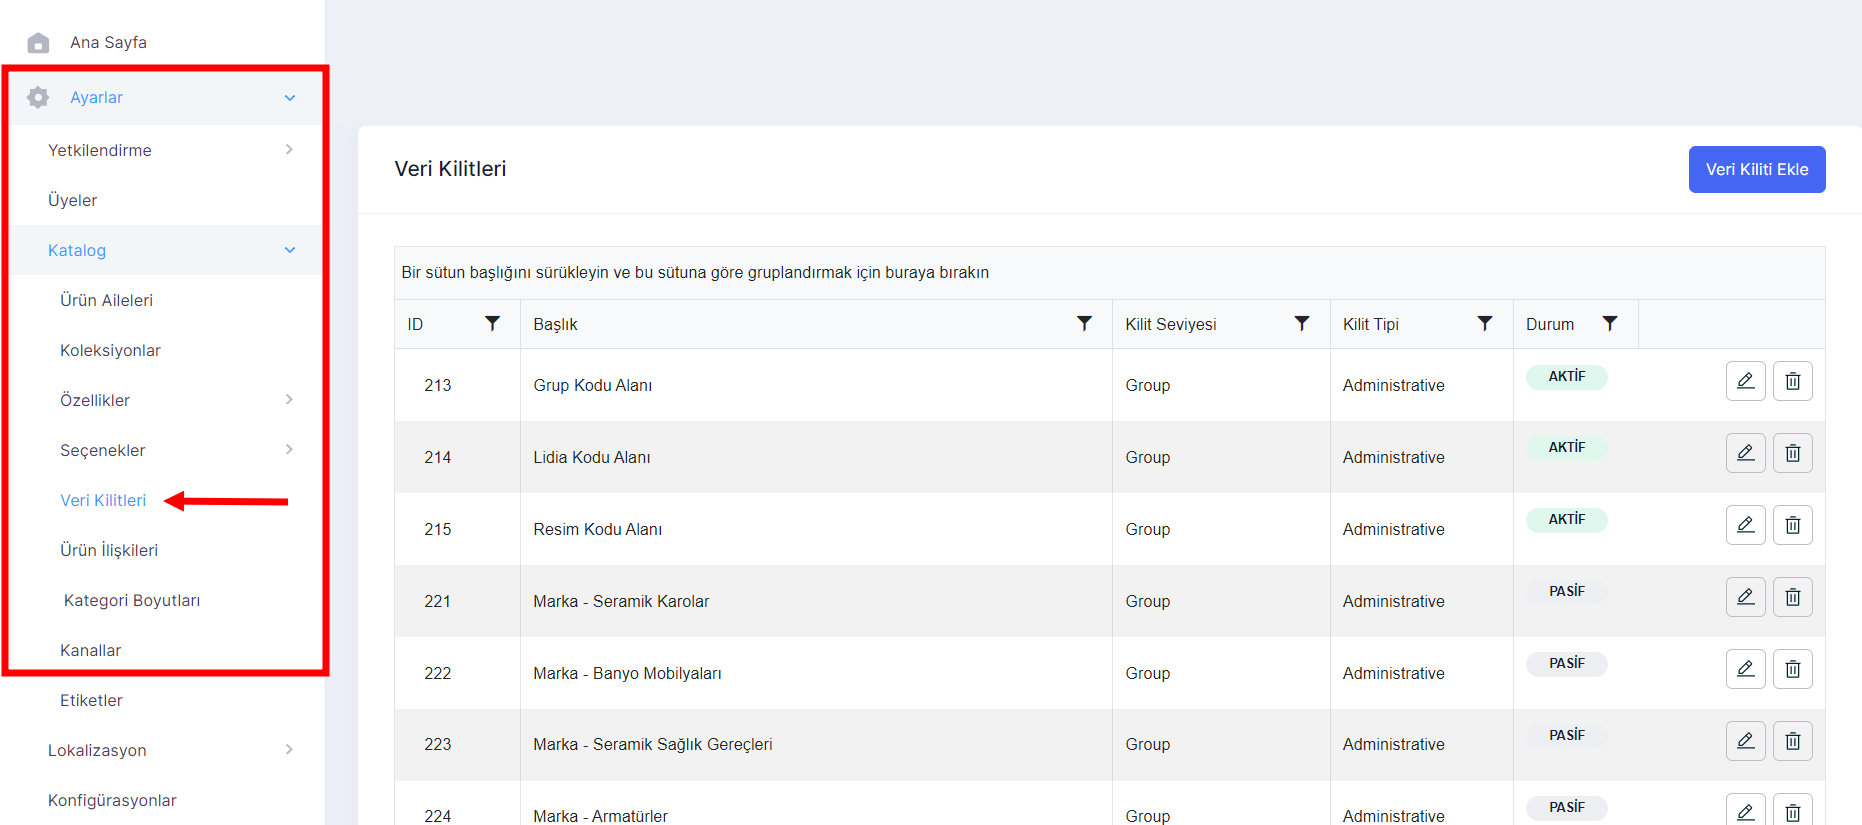 Ana Sayfa
Ayarlar
Yetkilendirme
Üyeler
Katalog
Ürün Aileleri
Koleksiyonlar
Özellikler
Seçenekler
Veri Kilitleri
Ürün İlişkileri
Kategori Boyutları
Kanallar
Etiketler
Lokalizasyon
Konfigürasyonlar
Veri Kilitleri
Veri Kiliti Ekle
Bir sütun başlığını sürükleyin ve bu sütuna göre gruplandırmak için buraya bırakın
ID Başlık Kilit Seviyesi Kilit Tipi Durum
213 Grup Kodu Alanı Group Administrative AKTİF
214 Lidia Kodu Alanı Group Administrative AKTİF
215 Resim Kodu Alanı Group Administrative AKTİF
221 Marka - Seramik Karolar Group Administrative PASİF
222 Marka - Banyo Mobilyaları Group Administrative PASİF
223 Marka - Seramik Sağlık Gereçleri Group Administrative PASİF
224 Marka - Armatürler Group Administrative PASİF